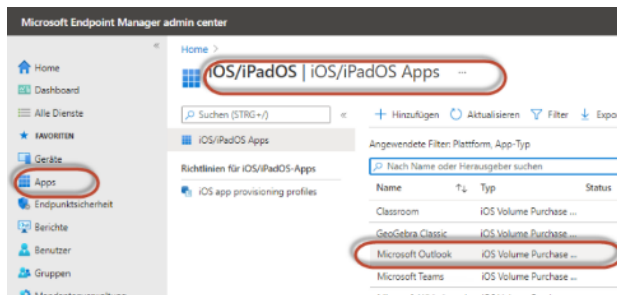 Microsoft Endpoint Manager admin center
Home
Dashboard
Alle Dienste
FAVORITEN
Geräte
Apps
Endpunktsicherheit
Berichte
Benutzer
Gruppen
Home >
iOS/iPadOS | iOS/iPadOS Apps ...
Suchen (STRG+/)
iOS/iPadOS Apps
Richtlinien für iOS/iPadOS-Apps
iOS app provisioning profiles
Hinzufügen Aktualisieren Filter Expo
Angewendete Filter: Plattform, App-Typ
Nach Name oder Herausgeber suchen
Name Typ Status
Classroom iOS Volume Purchase ...
GeoGebra Classic iOS Volume Purchase ...
Microsoft Outlook iOS Volume Purchase ...
Microsoft Teams iOS Volume Purchase ...